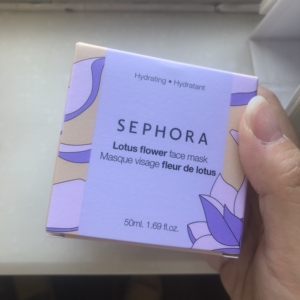 Hydrating • Hydratant
SEPHORA
Lotus flower face mask
Masque visage fleur de lotus
50ml. 1.69 fl.oz.